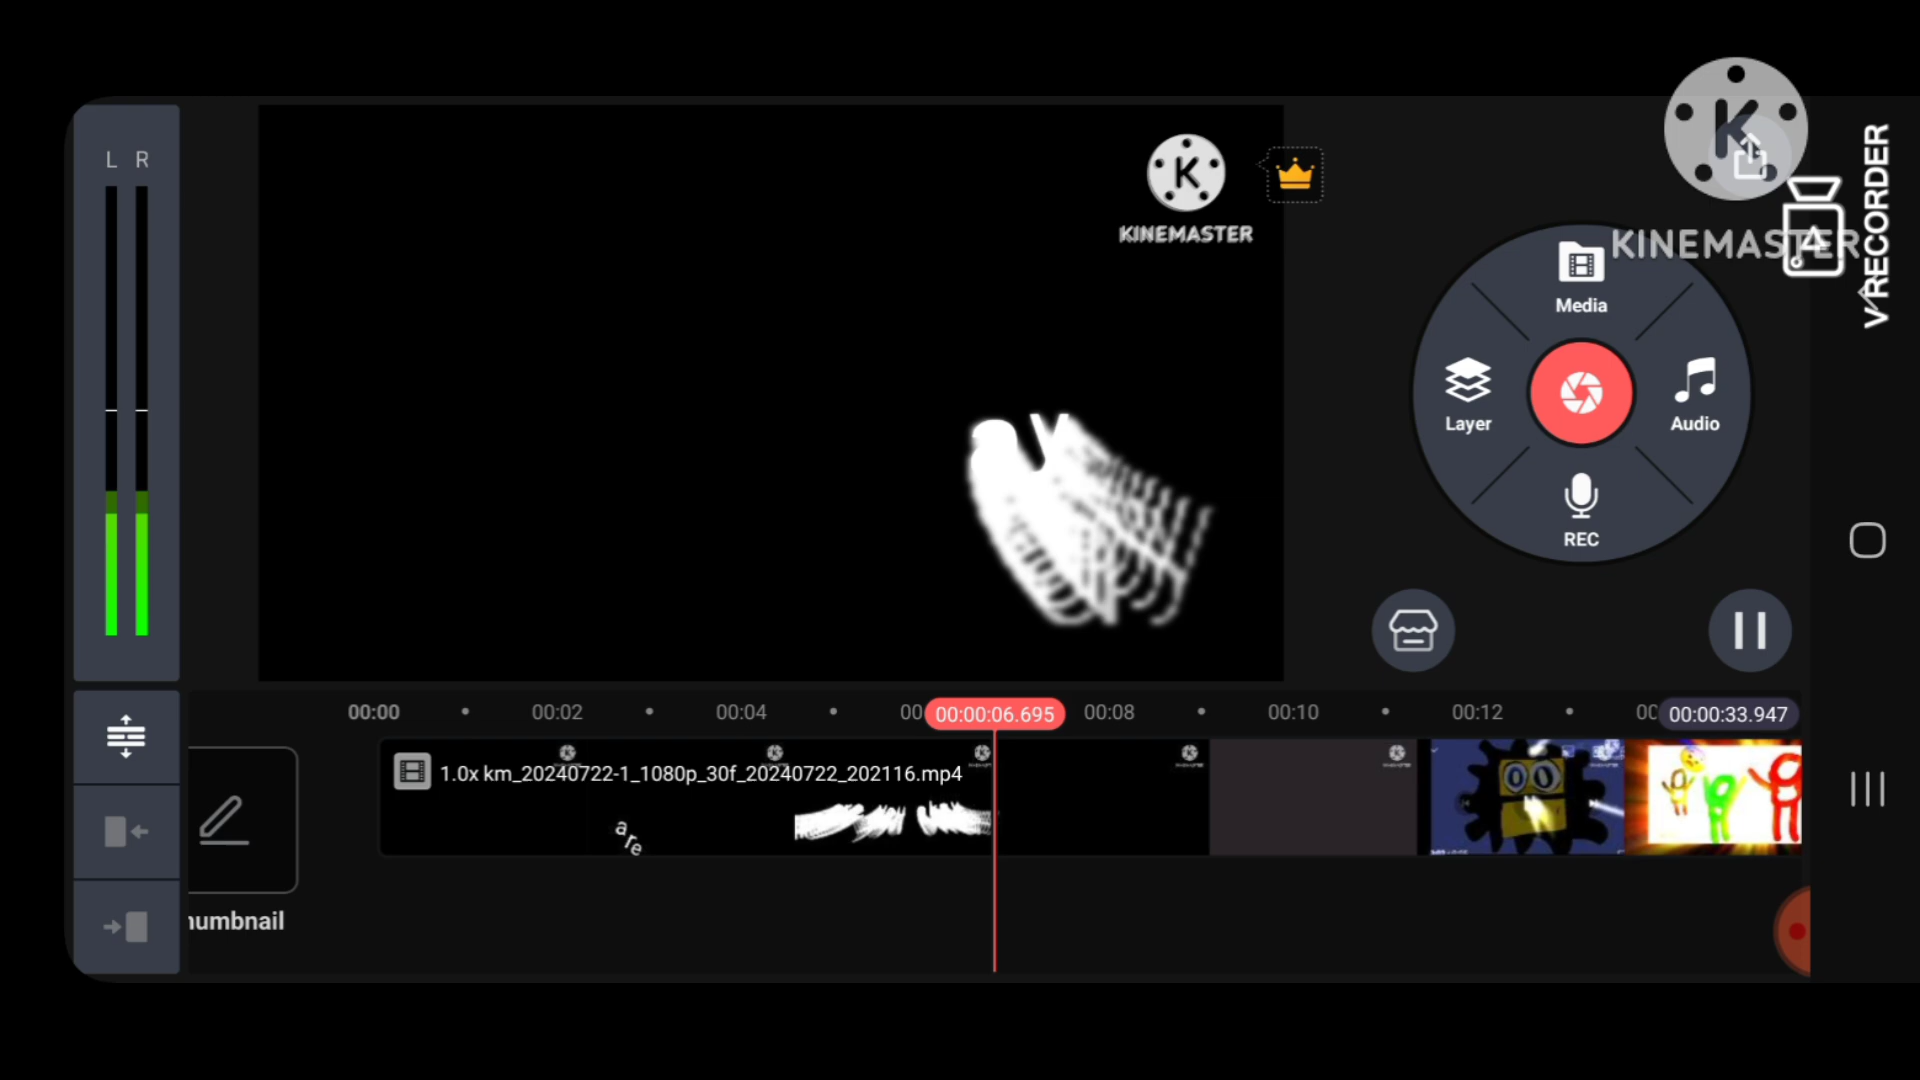 L R
K
KINEMASTER
K
KINEMASTER
VRECORDER
Media
Layer
Audio
REC
00:00
00:02
00:04
00
00:00:06.695
00:08
00:10
00:12
00:00:33.947
1.0x km_20240722-1_1080p_30f_20240722_202116.mp4
are
humbnail